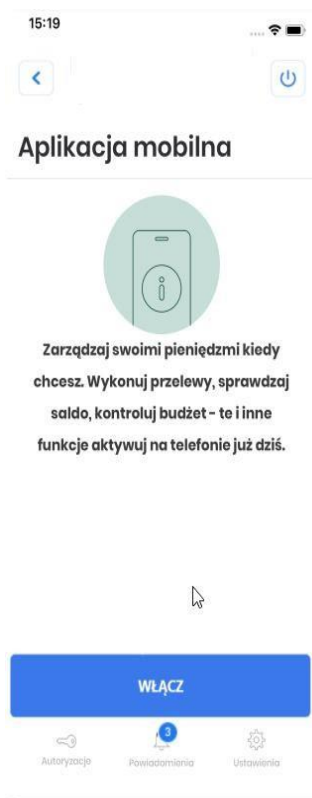 15:19
Aplikacja mobilna
Zarządzaj swoimi pieniędzmi kiedy
chcesz. Wykonuj przelewy, sprawdzaj
saldo, kontroluj budżet - te i inne
funkcje aktywuj na telefonie już dziś.
WŁĄCZ
3
Autoryzacje Powiadomienia Ustawienia